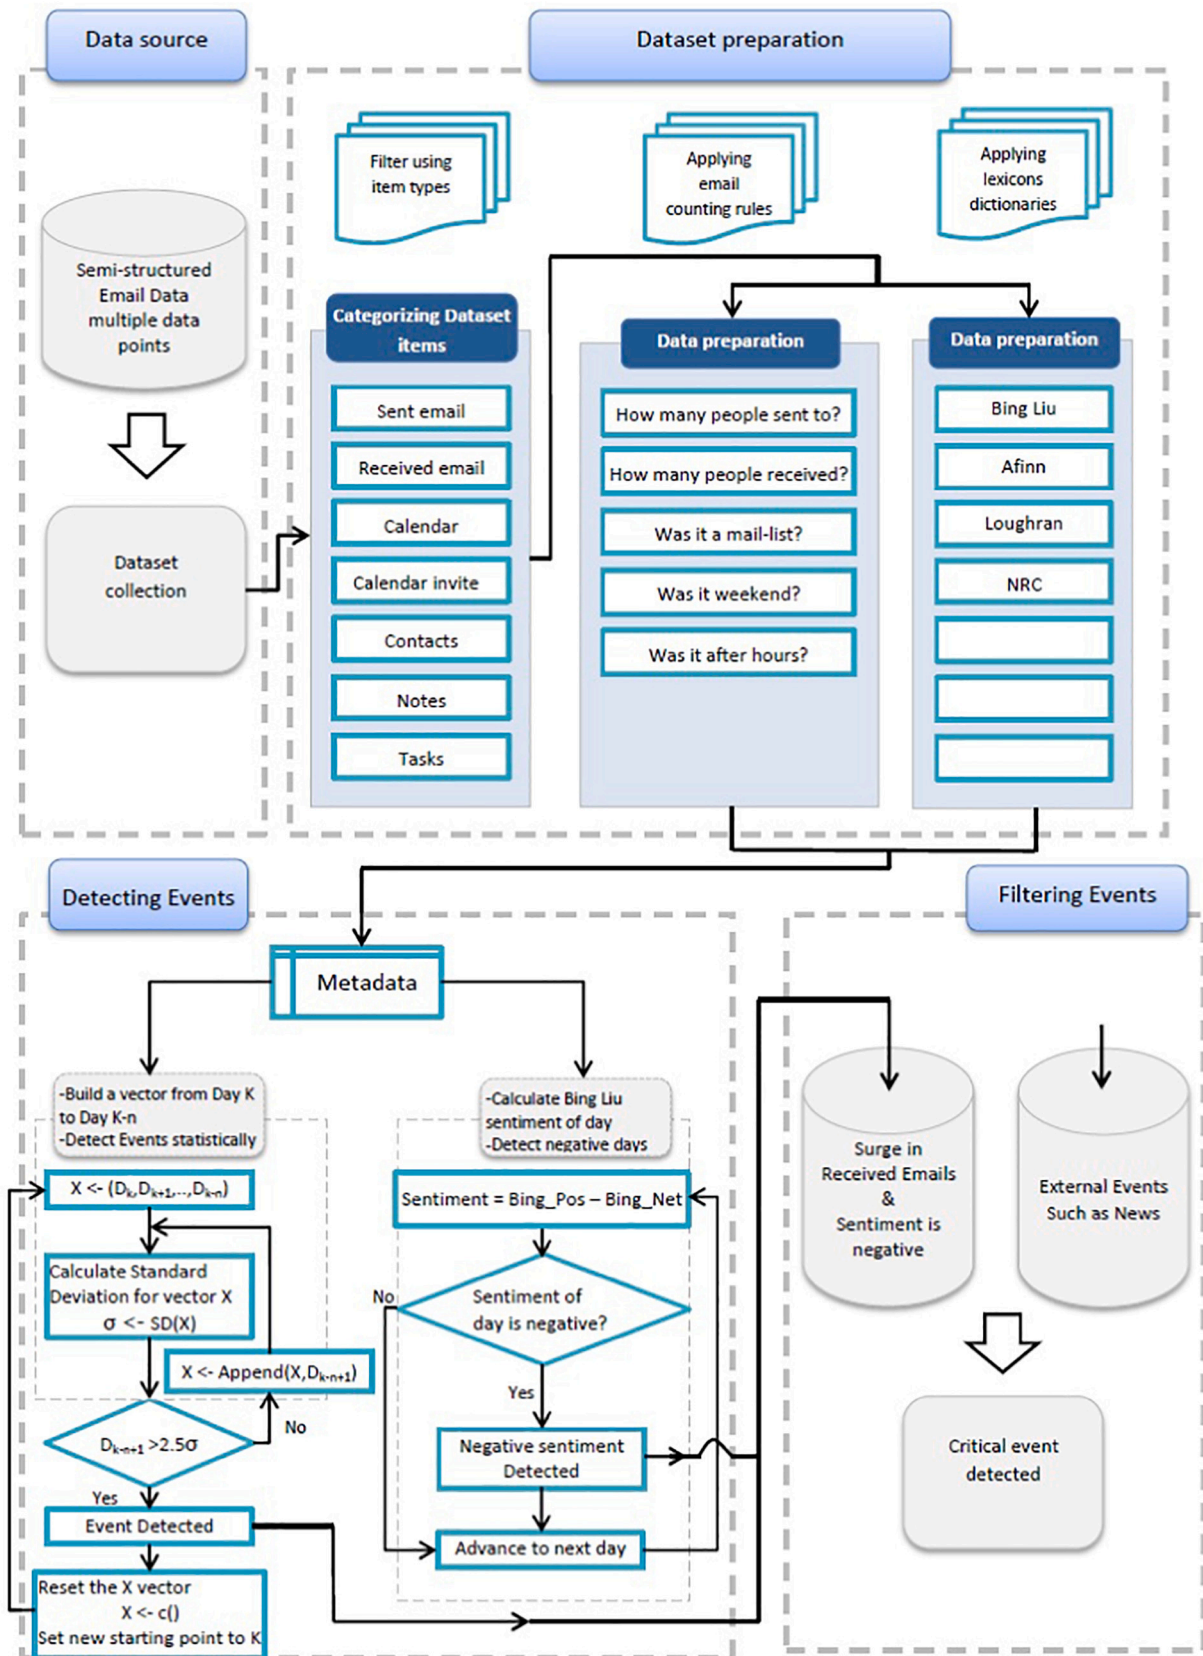 Data source
Dataset preparation
Filter using
item types
Applying
email
counting rules
Applying
lexicons
dictionaries
Semi-structured
Email Data
multiple data
points
Dataset
collection
Categorizing Dataset
items
Sent email
Received email
Calendar
Calendar invite
Contacts
Notes
Tasks
Data preparation
How many people sent to?
How many people received?
Was it a mail-list?
Was it weekend?
Was it after hours?
Data preparation
Bing Liu
Afinn
Loughran
NRC
Detecting Events
Metadata
-Build a vector from Day K
to Day K-n
-Detect Events statistically
X <- (Dk,Dk+1,..,Dk-n)
Calculate Standard
Deviation for vector X
σ <- SD(X)
X <- Append(X,Dk-n+1)
Dk-n+1 >2.5σ
No
Yes
Event Detected
Reset the X vector
X <- c()
Set new starting point to K
-Calculate Bing Liu
sentiment of day
-Detect negative days
Sentiment = Bing_Pos – Bing_Net
Sentiment of
day is negative?
No
Yes
Negative sentiment
Detected
Advance to next day
Filtering Events
Surge in
Received Emails
&
Sentiment is
negative
External Events
Such as News
Critical event
detected